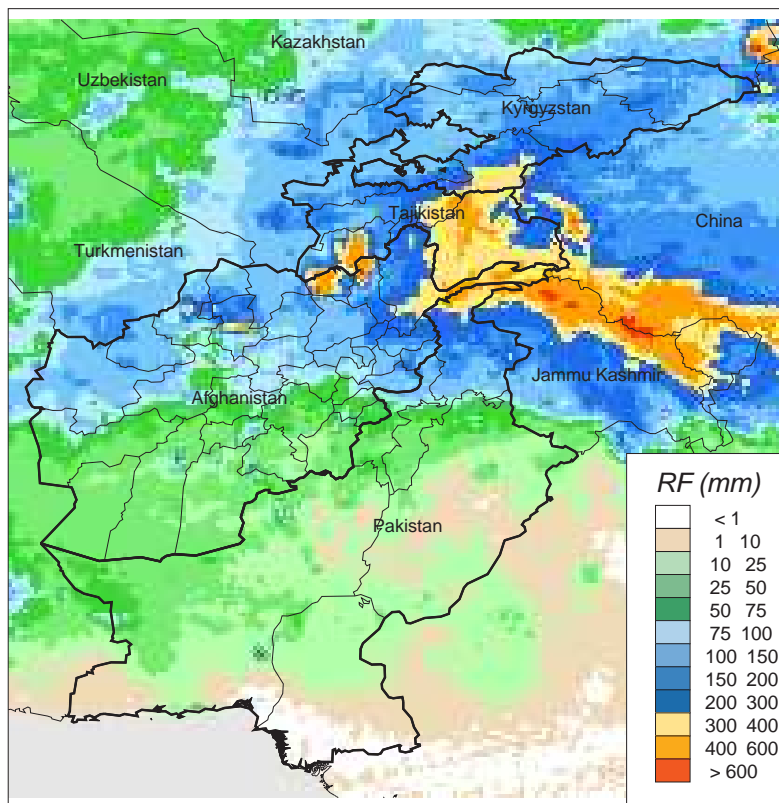 Kazakhstan
Uzbekistan
Kyrgyzstan
Tajikistan
China
Turkmenistan
Jammu Kashmir
Afghanistan
Pakistan
RF (mm)
< 1
1 10
10 25
25 50
50 75
75 100
100 150
150 200
200 300
300 400
400 600
> 600